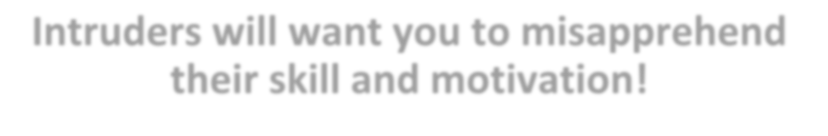 Intruders will want you to misapprehend
their skill and motivation!